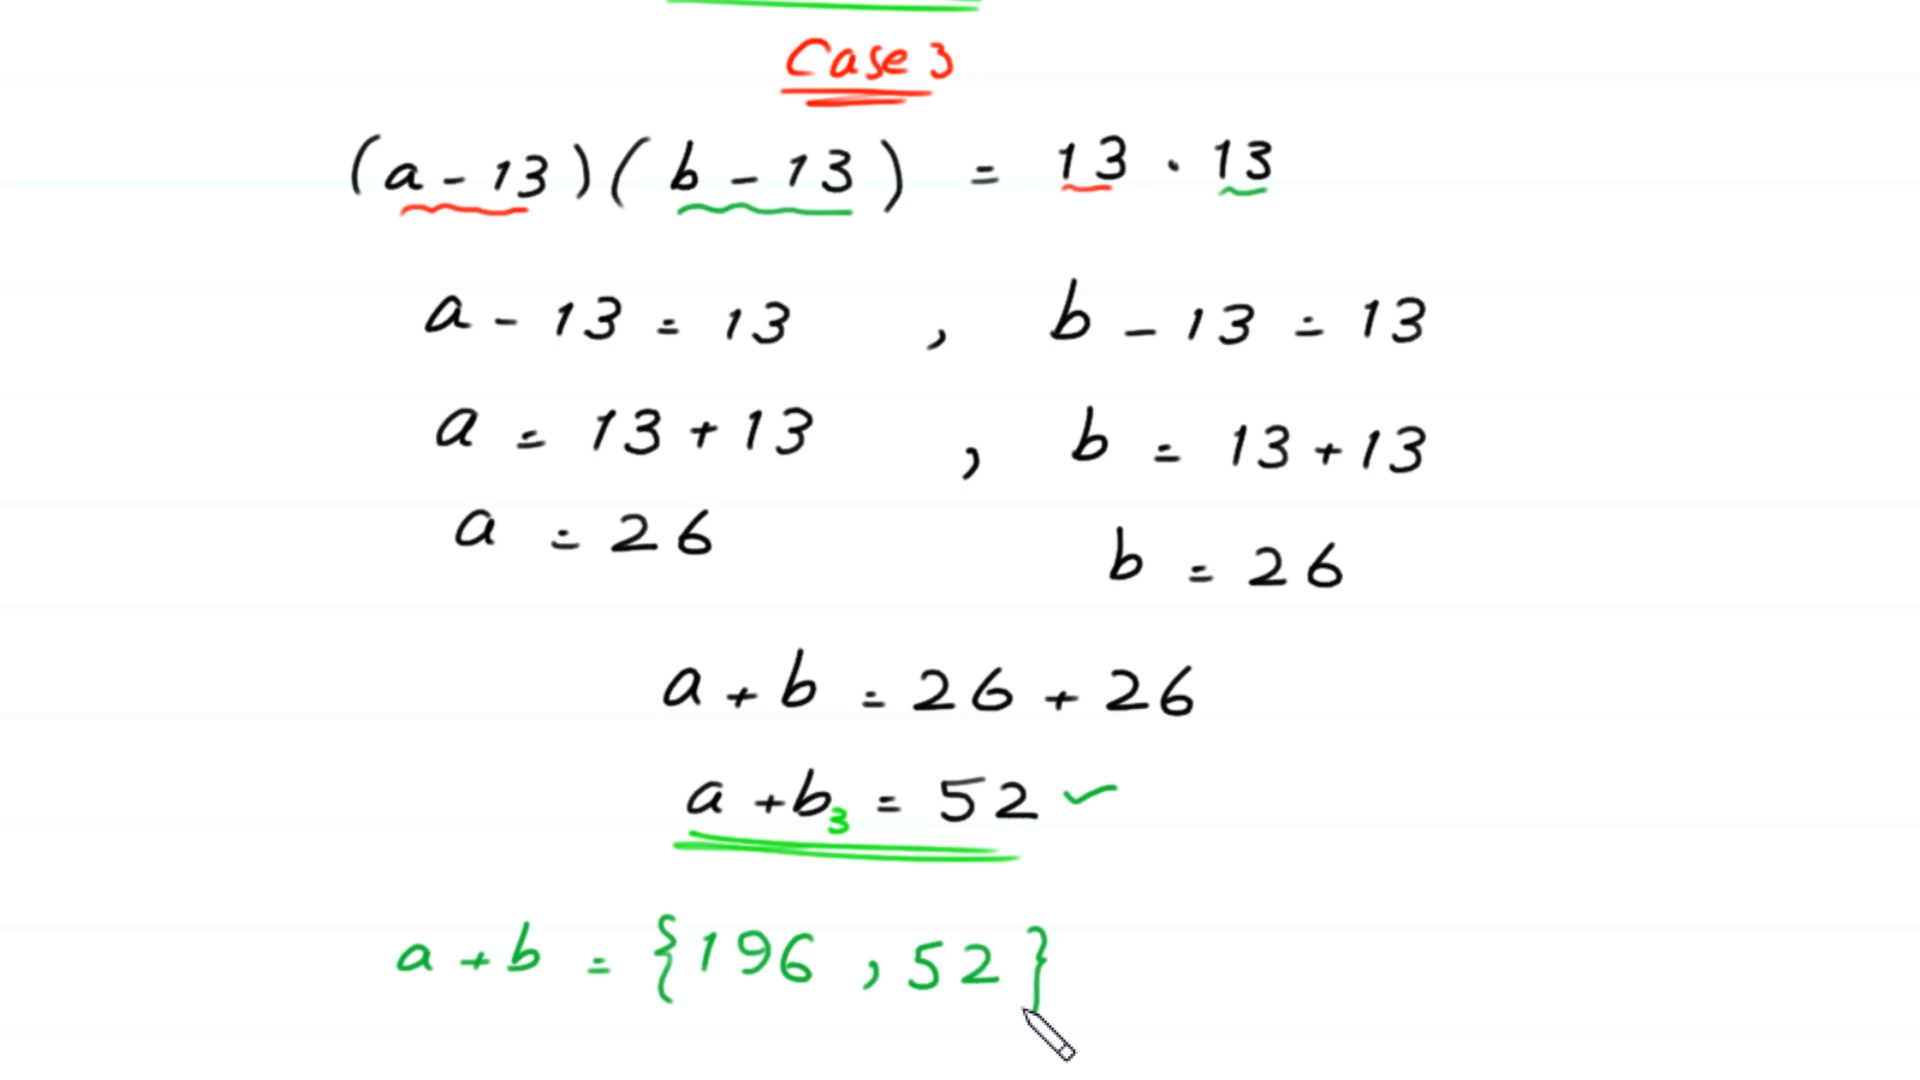 Case 3
(a - 13)(b - 13) = 13 · 13
a - 13 = 13 , b - 13 = 13
a = 13 + 13 , b = 13 + 13
a = 26 b = 26
a + b = 26 + 26
a + b₃ = 52 ✓
a + b = {196 , 52}